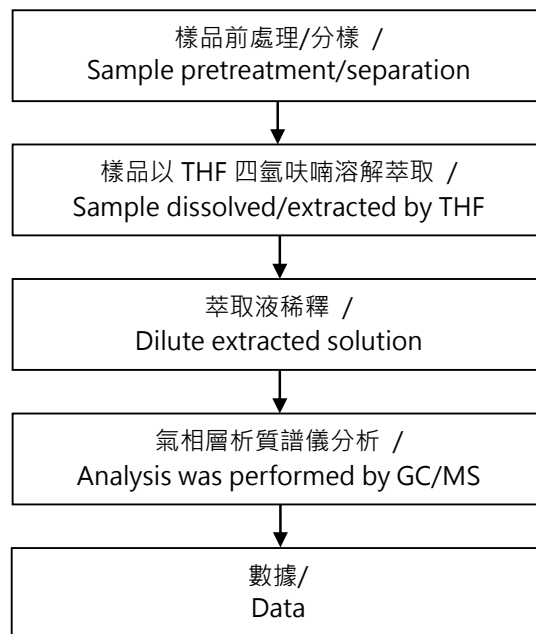 樣品前處理/分樣 /
Sample pretreatment/separation
樣品以 THF 四氫呋喃溶解萃取 /
Sample dissolved/extracted by THF
萃取液稀釋 /
Dilute extracted solution
氣相層析質譜儀分析 /
Analysis was performed by GC/MS
數據/
Data